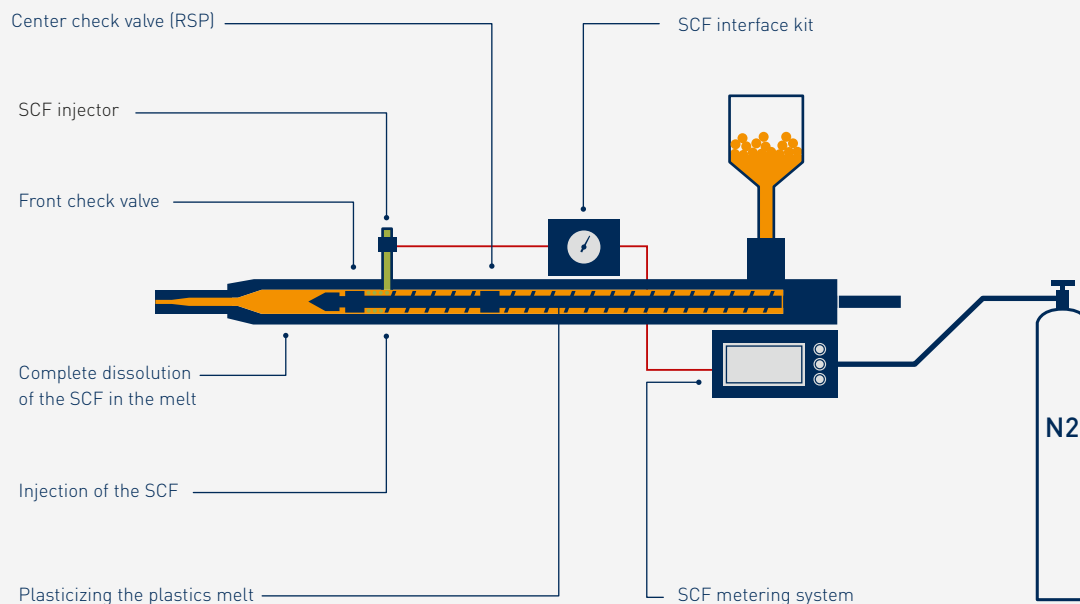 Center check valve (RSP)
SCF interface kit
SCF injector
Front check valve
Complete dissolution
of the SCF in the melt
N2
Injection of the SCF
Plasticizing the plastics melt
SCF metering system